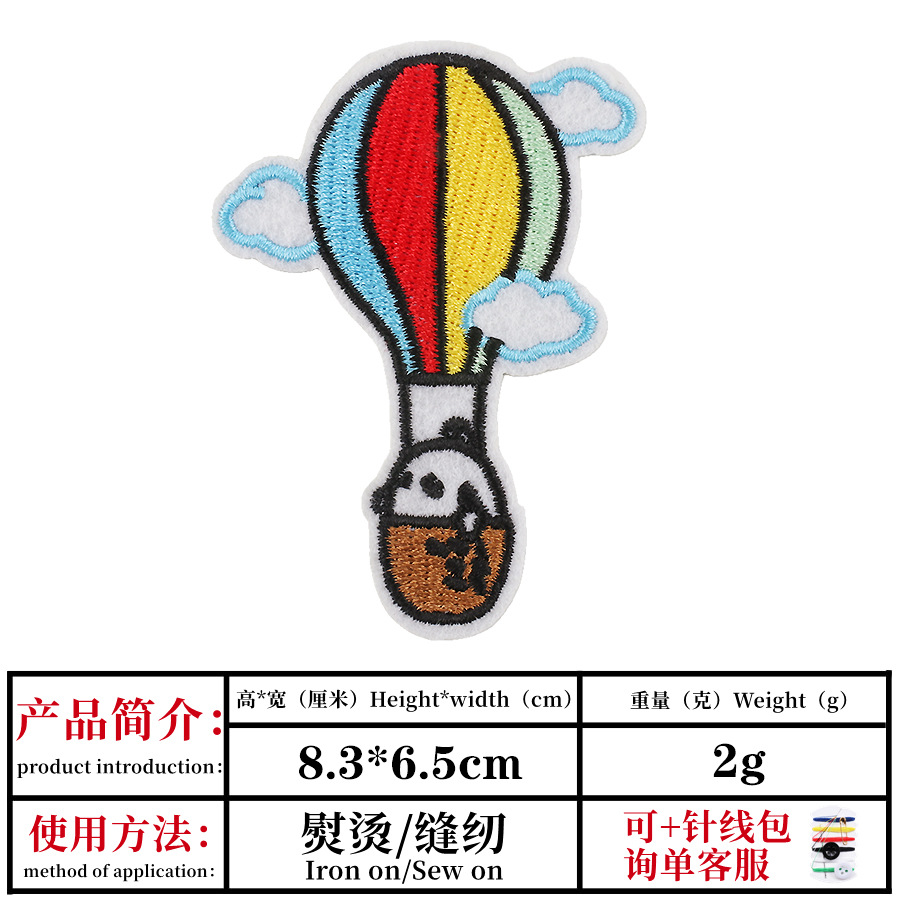 产品简介：
product introduction：
高*宽（厘米）Height*width（cm）
重量（克）Weight（g）
8.3*6.5cm
2g
使用方法：
method of application：
熨烫/缝纫
Iron on/Sew on
可+针线包
询单客服